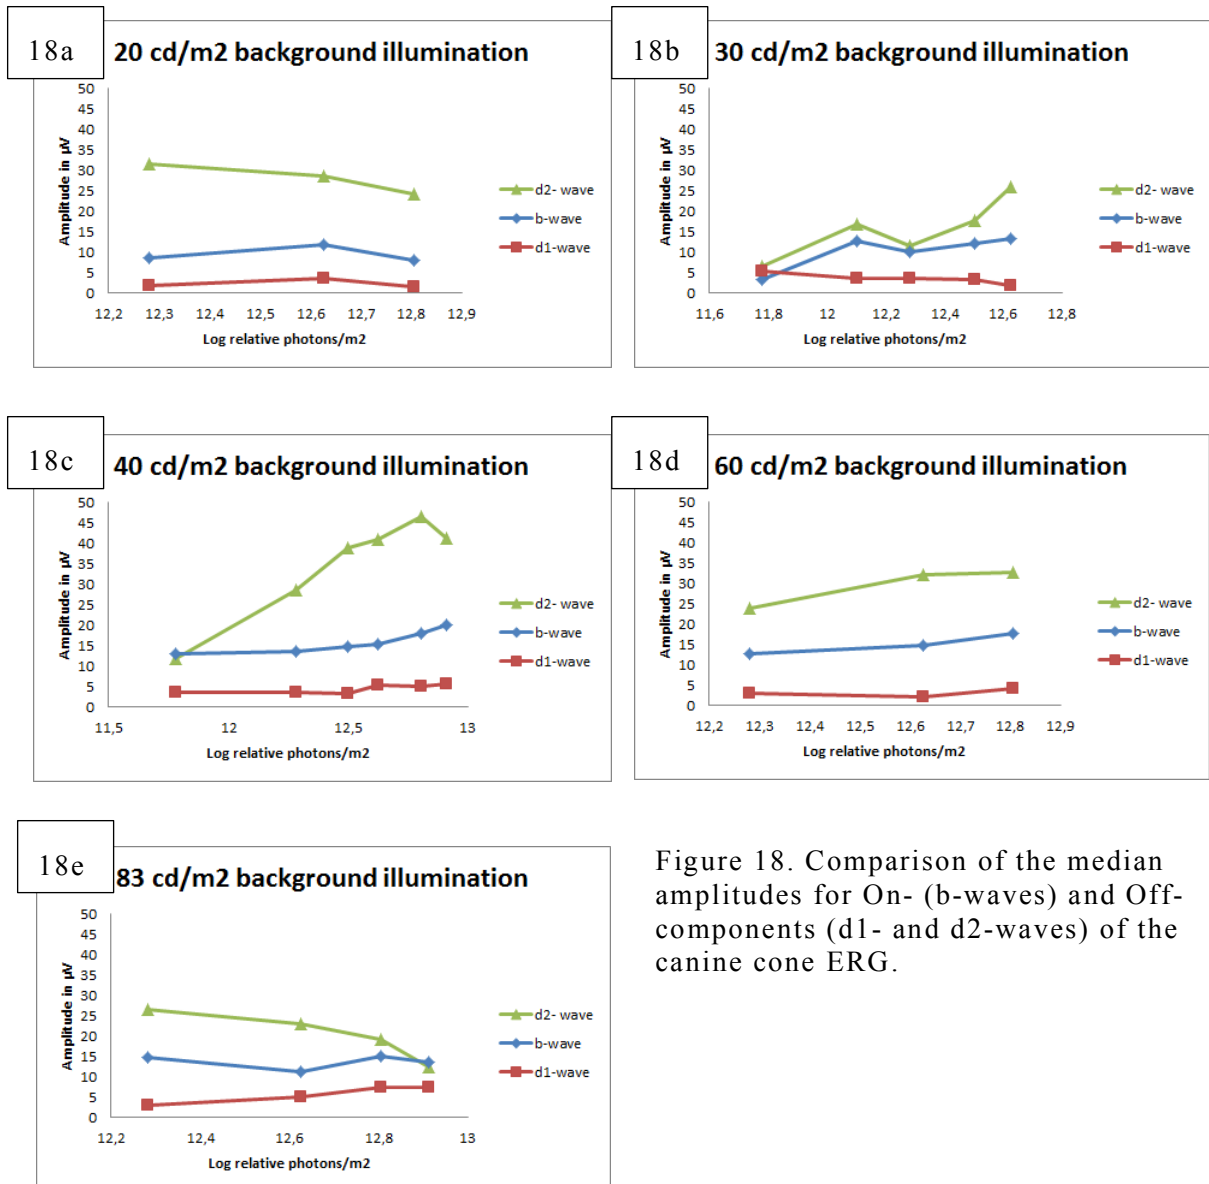 18a
20 cd/m2 background illumination
50
45
40
35
30
25
20
15
10
5
0
Amplitude in µV
12,2 12,3 12,4 12,5 12,6 12,7 12,8 12,9
Log relative photons/m2
d2- wave
b-wave
d1-wave
18b
30 cd/m2 background illumination
50
45
40
35
30
25
20
15
10
5
0
Amplitude in µV
11,6 11,8 12 12,2 12,4 12,6 12,8
Log relative photons/m2
d2- wave
b-wave
d1-wave
18c
40 cd/m2 background illumination
50
45
40
35
30
25
20
15
10
5
0
Amplitude in µV
11,5 12 12,5 13
Log relative photons/m2
d2- wave
b-wave
d1-wave
18d
60 cd/m2 background illumination
50
45
40
35
30
25
20
15
10
5
0
Amplitude in µV
12,2 12,3 12,4 12,5 12,6 12,7 12,8 12,9
Log relative photons/m2
d2- wave
b-wave
d1-wave
18e
83 cd/m2 background illumination
50
45
40
35
30
25
20
15
10
5
0
Amplitude in µV
12,2 12,4 12,6 12,8 13
Log relative photons/m2
d2- wave
b-wave
d1-wave
Figure 18. Comparison of the median
amplitudes for On- (b-waves) and Off-
components (d1- and d2-waves) of the
canine cone ERG.